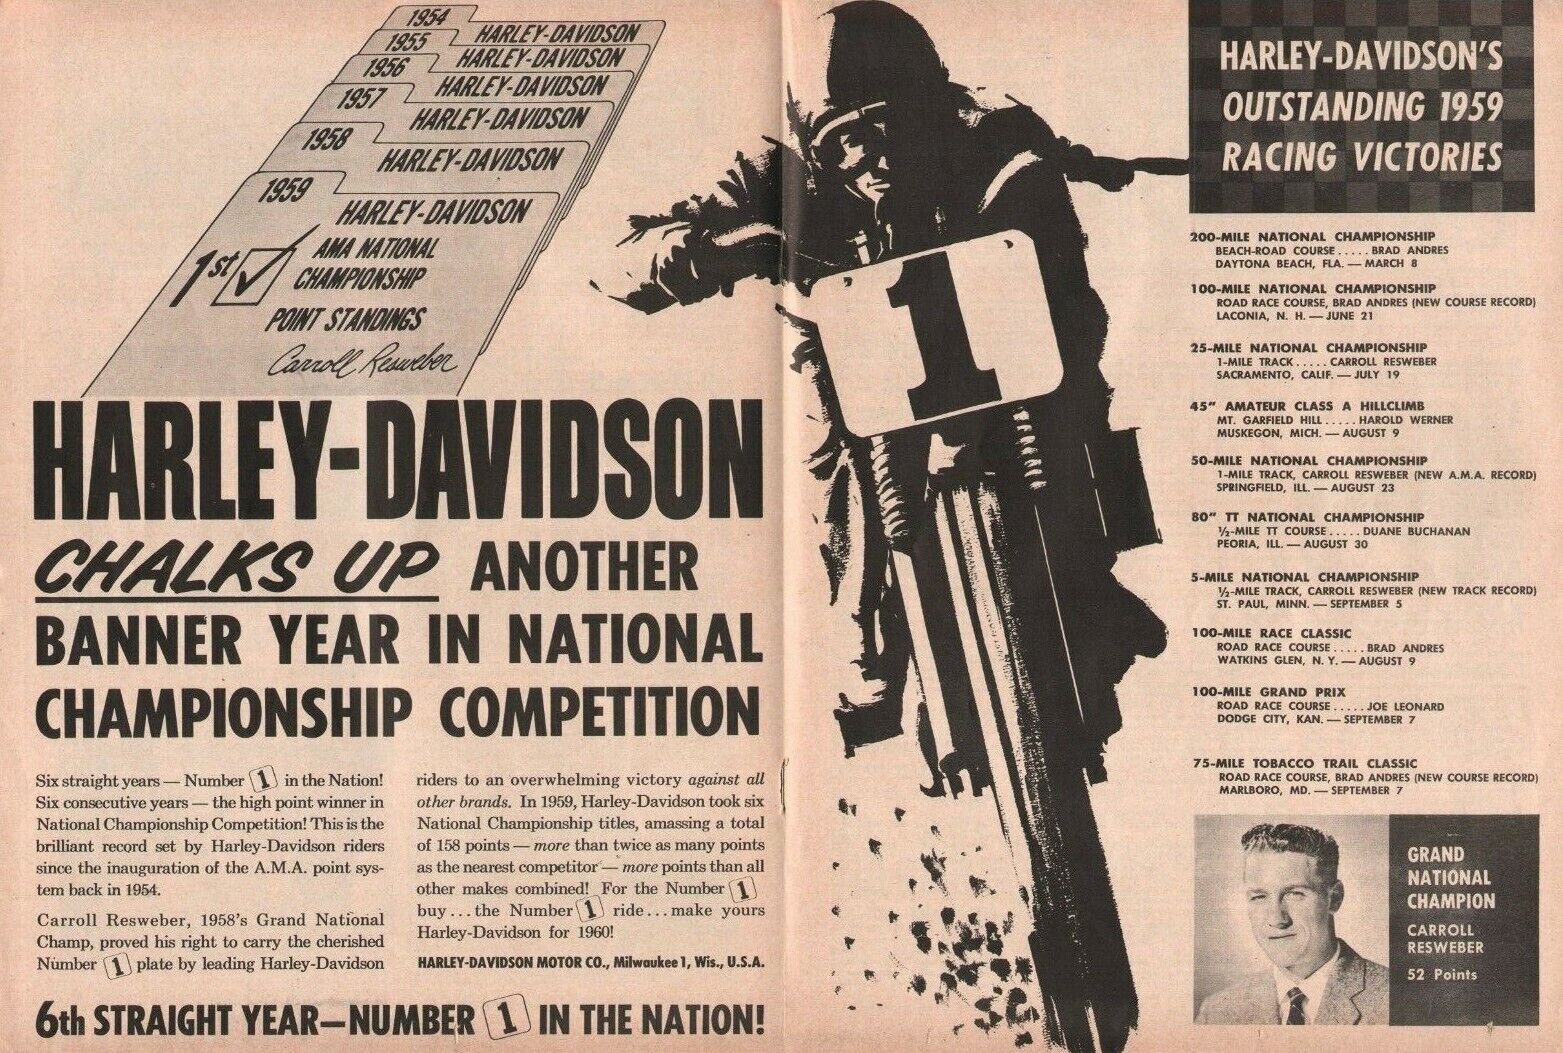 1954
HARLEY-DAVIDSON
1955
HARLEY-DAVIDSON
1956
HARLEY-DAVIDSON
1957
HARLEY-DAVIDSON
1958
HARLEY-DAVIDSON
1959
HARLEY-DAVIDSON
1st
AMA NATIONAL
CHAMPIONSHIP
POINT STANDINGS
Carroll Resweber
HARLEY-DAVIDSON
CHALKS UP ANOTHER
BANNER YEAR IN NATIONAL
CHAMPIONSHIP COMPETITION
Six straight years — Number 1 in the Nation!
Six consecutive years — the high point winner in
National Championship Competition! This is the
brilliant record set by Harley-Davidson riders
since the inauguration of the A.M.A. point sys-
tem back in 1954.
Carroll Resweber, 1958's Grand National
Champ, proved his right to carry the cherished
Number 1 plate by leading Harley-Davidson
riders to an overwhelming victory against all
other brands. In 1959, Harley-Davidson took six
National Championship titles, amassing a total
of 158 points — more than twice as many points
as the nearest competitor — more points than all
other makes combined! For the Number 1
buy...the Number 1 ride...make yours
Harley-Davidson for 1960!
HARLEY-DAVIDSON MOTOR CO., Milwaukee 1, Wis., U.S.A.
6th STRAIGHT YEAR—NUMBER 1 IN THE NATION!
1
HARLEY-DAVIDSON'S
OUTSTANDING 1959
RACING VICTORIES
200-MILE NATIONAL CHAMPIONSHIP
BEACH-ROAD COURSE.....BRAD ANDRES
DAYTONA BEACH, FLA. — MARCH 8
100-MILE NATIONAL CHAMPIONSHIP
ROAD RACE COURSE, BRAD ANDRES (NEW COURSE RECORD)
LACONIA, N. H. — JUNE 21
25-MILE NATIONAL CHAMPIONSHIP
1-MILE TRACK.....CARROLL RESWEBER
SACRAMENTO, CALIF. — JULY 19
45" AMATEUR CLASS A HILLCLIMB
MT. GARFIELD HILL.....HAROLD WERNER
MUSKEGON, MICH. — AUGUST 9
50-MILE NATIONAL CHAMPIONSHIP
1-MILE TRACK, CARROLL RESWEBER (NEW A.M.A. RECORD)
SPRINGFIELD, ILL. — AUGUST 23
80" TT NATIONAL CHAMPIONSHIP
½-MILE TT COURSE.....DUANE BUCHANAN
PEORIA, ILL. — AUGUST 30
5-MILE NATIONAL CHAMPIONSHIP
½-MILE TRACK, CARROLL RESWEBER (NEW TRACK RECORD)
ST. PAUL, MINN. — SEPTEMBER 5
100-MILE RACE CLASSIC
ROAD RACE COURSE.....BRAD ANDRES
WATKINS GLEN, N. Y. — AUGUST 9
100-MILE GRAND PRIX
ROAD RACE COURSE.....JOE LEONARD
DODGE CITY, KAN. — SEPTEMBER 7
75-MILE TOBACCO TRAIL CLASSIC
ROAD RACE COURSE, BRAD ANDRES (NEW COURSE RECORD)
MARLBORO, MD. — SEPTEMBER 7
GRAND
NATIONAL
CHAMPION
CARROLL
RESWEBER
52 Points